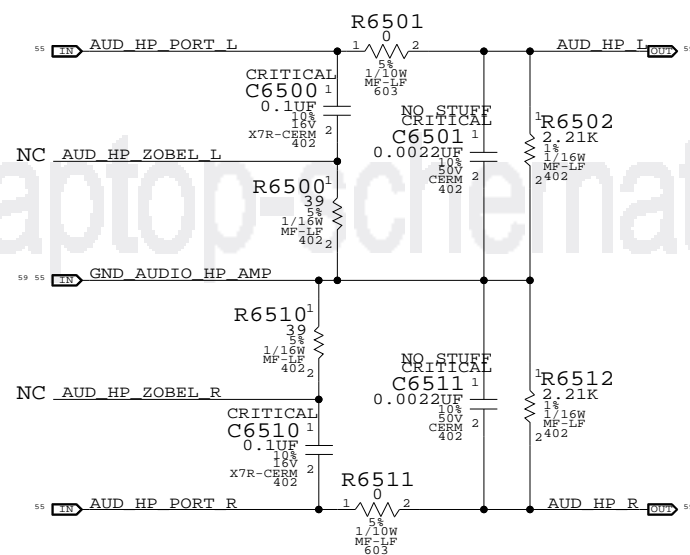 R6501
0
55 IN AUD_HP_PORT_L
1 2
AUD_HP_L OUT 5
5%
1/10W
MF-LF
603
CRITICAL
C6500 1
0.1UF
10%
16V
X7R-CERM 2
402
NO STUFF
CRITICAL
C6501 1
0.0022UF
10%
50V 2
CERM
402
1 R6502
2.21K
1%
1/16W
MF-LF
2 402
NC AUD_HP_ZOBEL_L
R6500 1
39
5%
1/16W
MF-LF
402 2
aptop-schemat
59 55 IN GND_AUDIO_HP_AMP
R6510 1
39
5%
1/16W
MF-LF
402 2
NO STUFF
CRITICAL
C6511 1
0.0022UF
10%
50V 2
CERM
402
1 R6512
2.21K
1%
1/16W
MF-LF
2 402
NC AUD_HP_ZOBEL_R
CRITICAL
C6510 1
0.1UF
10%
16V
X7R-CERM 2
402
R6511
0
55 IN AUD_HP_PORT_R
1 2
AUD_HP_R OUT 5
5%
1/10W
MF-LF
603